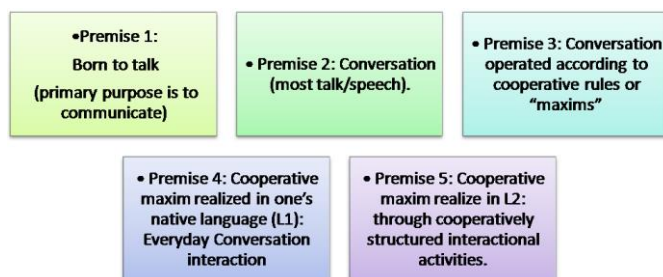 •Premise 1:
Born to talk
(primary purpose is to
communicate)
• Premise 2: Conversation
(most talk/speech).
• Premise 3: Conversation
operated according to
cooperative rules or
“maxims”
• Premise 4: Cooperative
maxim realized in one’s
native language (L1):
Everyday Conversation
interaction
• Premise 5: Cooperative
maxim realize in L2:
through cooperatively
structured interactional
activities.